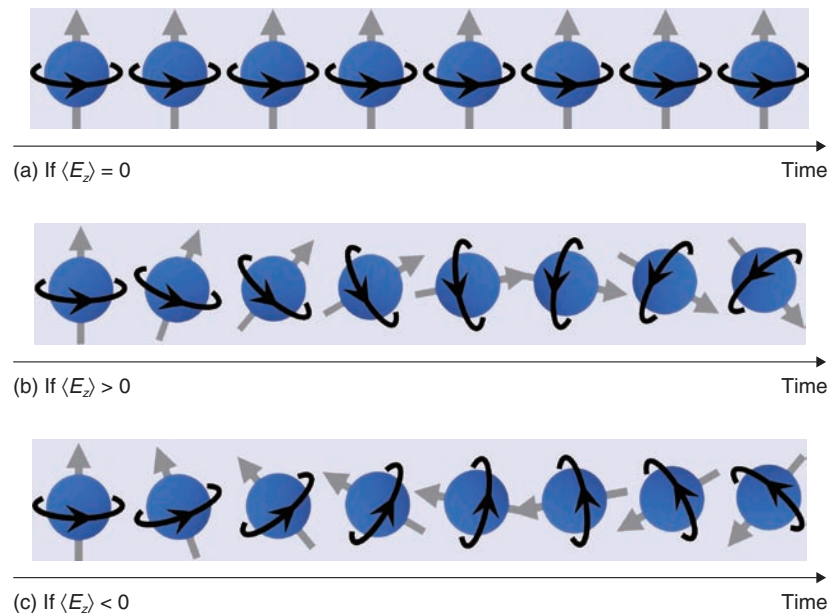 (a) If ⟨E_z⟩ = 0 Time
(b) If ⟨E_z⟩ > 0 Time
(c) If ⟨E_z⟩ < 0 Time